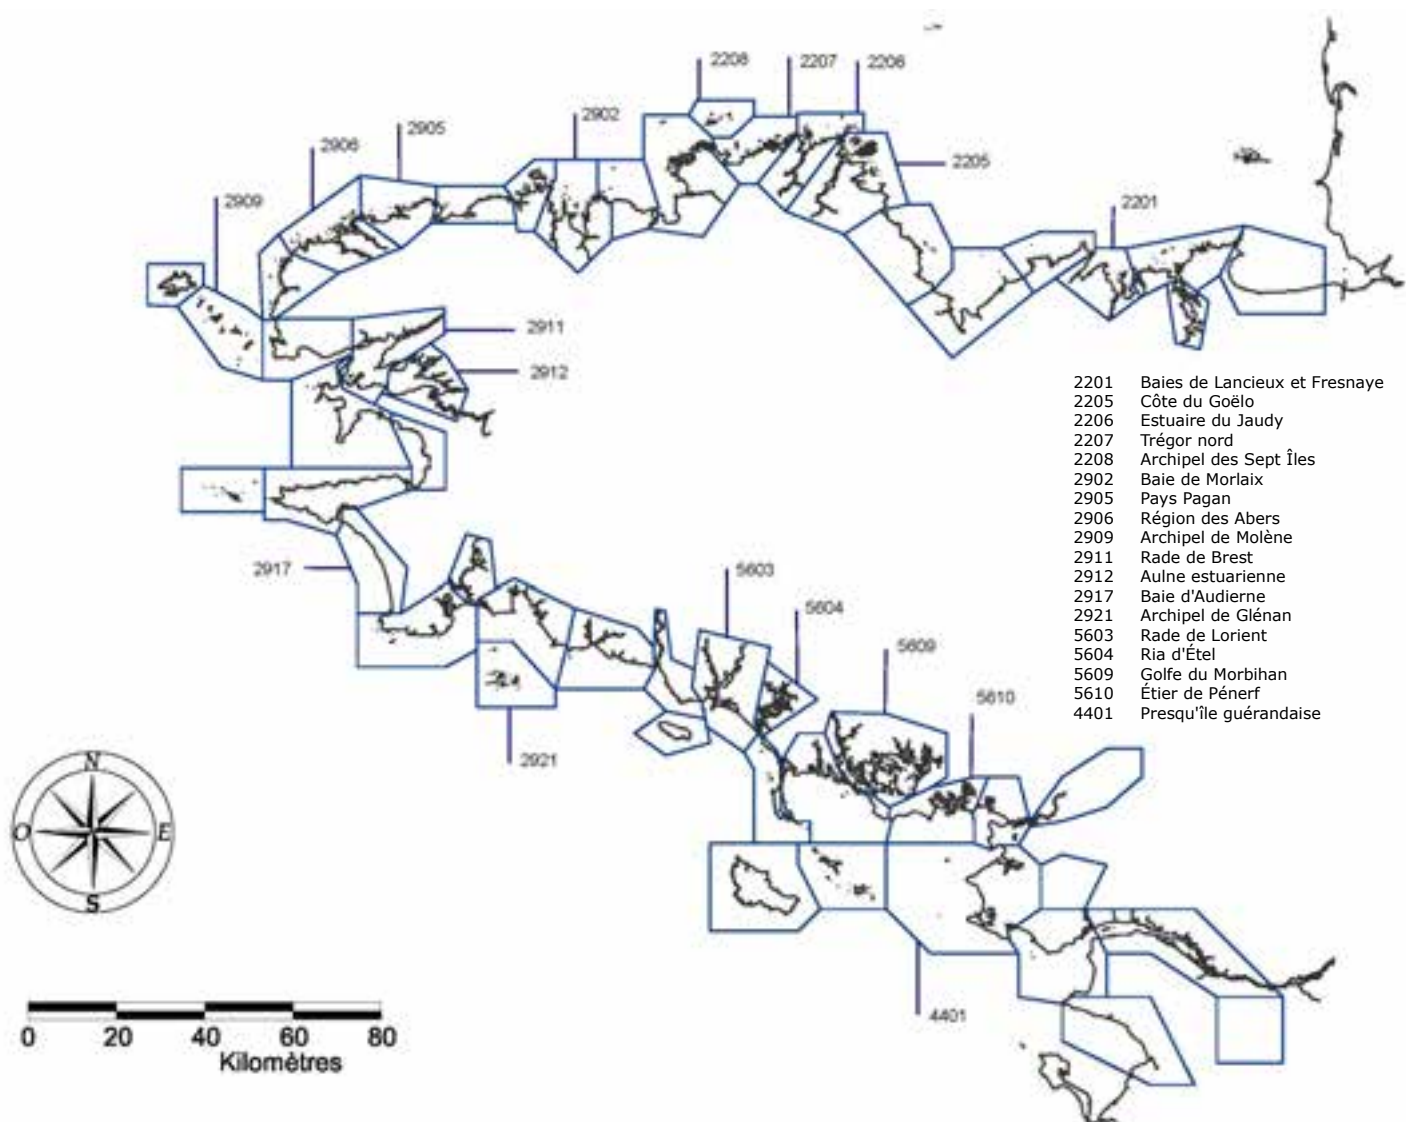 2208
2207
2206
2902
2905
2906
2205
2909
2201
2911
2912
2201 Baies de Lancieux et Fresnaye
2205 Côte du Goëlo
2206 Estuaire du Jaudy
2207 Trégor nord
2208 Archipel des Sept Îles
2902 Baie de Morlaix
2905 Pays Pagan
2906 Région des Abers
2909 Archipel de Molène
2911 Rade de Brest
2912 Aulne estuarienne
2917 Baie d'Audierne
2921 Archipel de Glénan
5603 Rade de Lorient
5604 Ria d'Étel
5609 Golfe du Morbihan
5610 Étier de Pénerf
4401 Presqu'île guérandaise
2917
5603
5604
5609
5610
2921
N
O
E
S
4401
0 20 40 60 80
Kilomètres